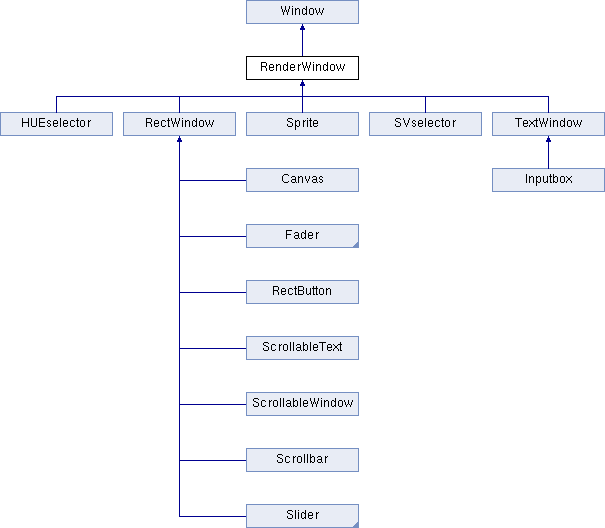 Window
RenderWindow
HUEselector
RectWindow
Sprite
SVselector
TextWindow
Canvas
Inputbox
Fader
RectButton
ScrollableText
ScrollableWindow
Scrollbar
Slider